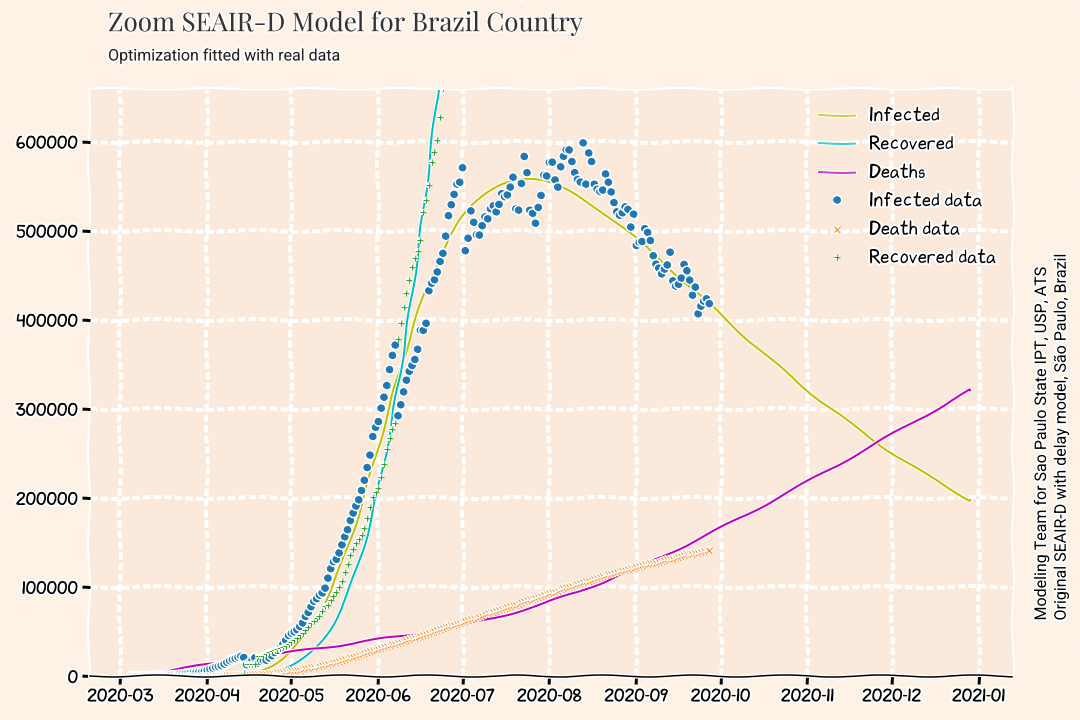 Zoom SEAIR-D Model for Brazil Country
Optimization fitted with real data
Infected
Recovered
Deaths
Infected data
Death data
Recovered data
600000
500000
400000
300000
200000
100000
0
2020-03 2020-04 2020-05 2020-06 2020-07 2020-08 2020-09 2020-10 2020-11 2020-12 2021-01
Modeling Team for Sao Paulo State IPT, USP, ATS
Original SEAIR-D with delay model, São Paulo, Brazil